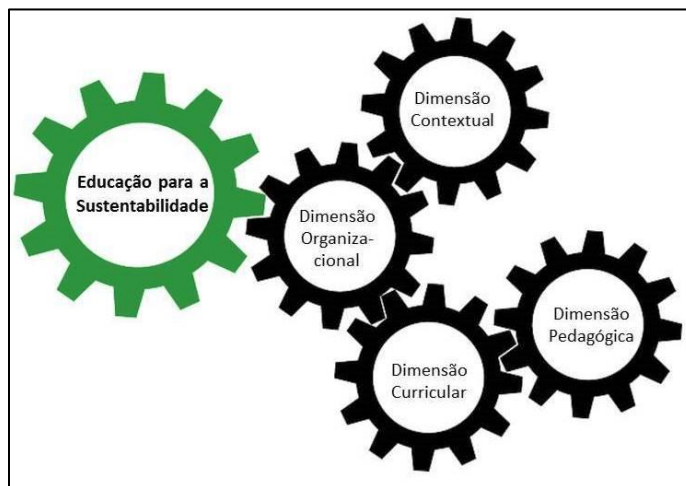 Dimensão
Contextual
Educação para a
Sustentabilidade
Dimensão
Organiza-
cional
Dimensão
Pedagógica
Dimensão
Curricular